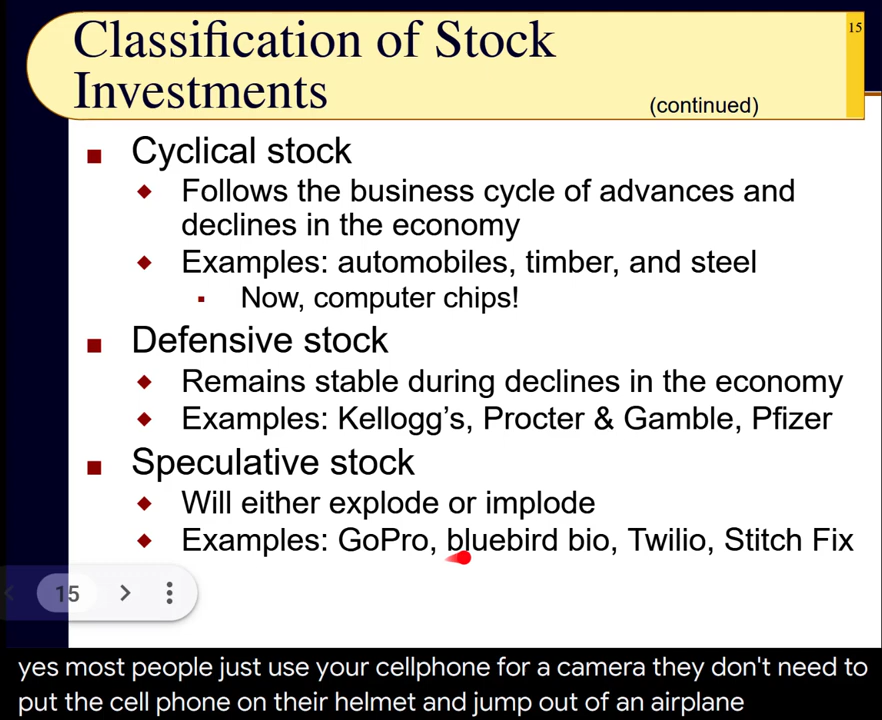 15
Classification of Stock
Investments
(continued)
Cyclical stock
Follows the business cycle of advances and
declines in the economy
Examples: automobiles, timber, and steel
Now, computer chips!
Defensive stock
Remains stable during declines in the economy
Examples: Kellogg’s, Procter & Gamble, Pfizer
Speculative stock
Will either explode or implode
Examples: GoPro, bluebird bio, Twilio, Stitch Fix
15
yes most people just use your cellphone for a camera they don't need to
put the cell phone on their helmet and jump out of an airplane